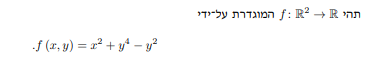 תהי f: ℝ² → ℝ המוגדרת על־ידי
.f (x, y) = x² + y⁴ − y²